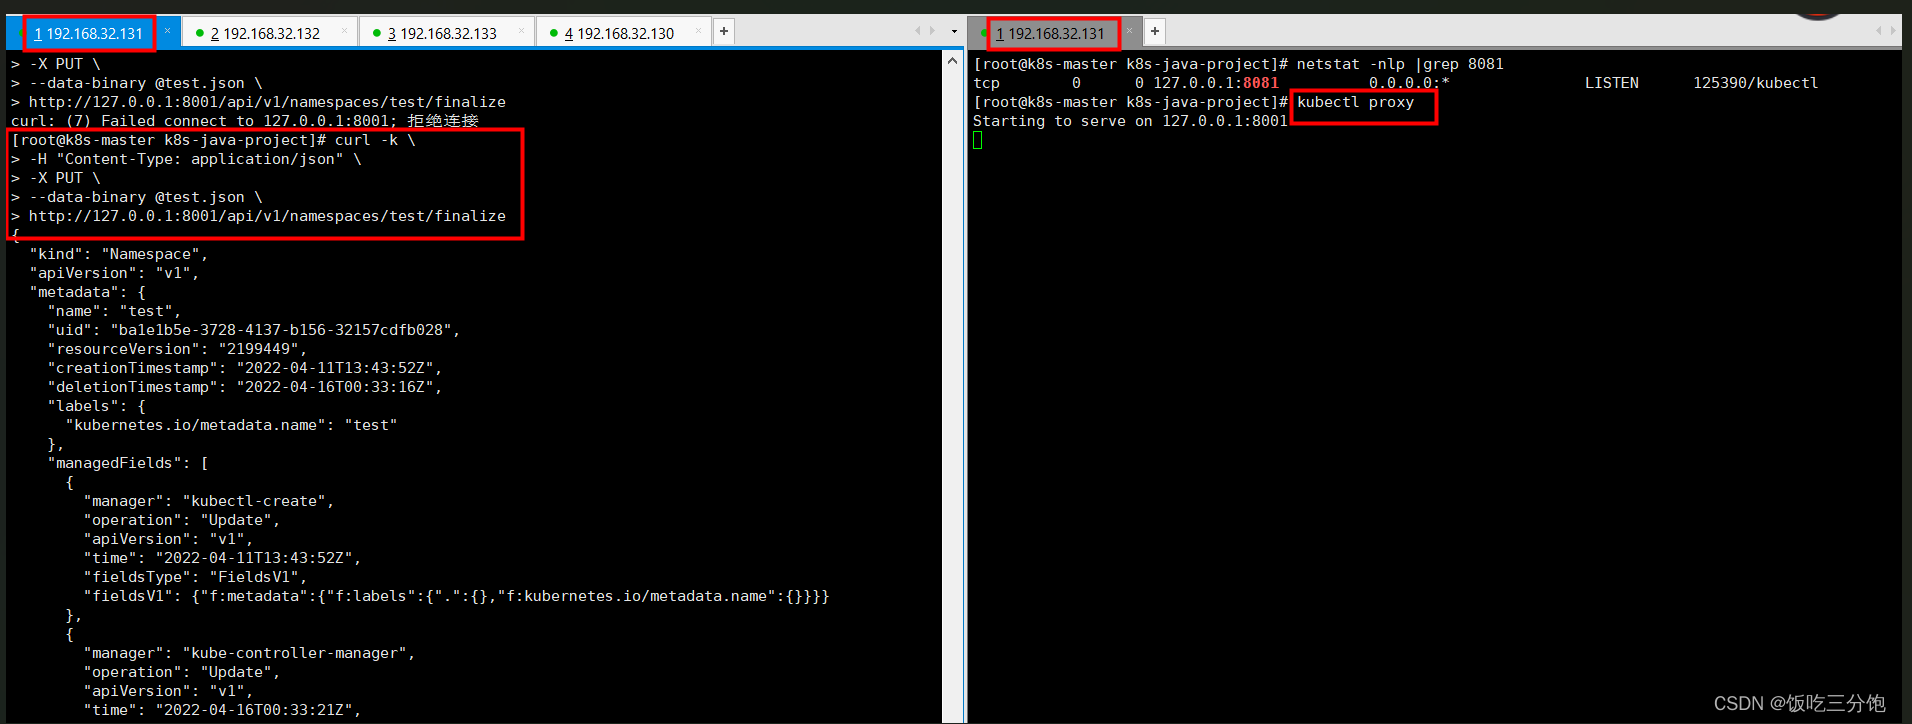 1 192.168.32.131 × 2 192.168.32.132 × 3 192.168.32.133 × 4 192.168.32.130 × +
> -X PUT \
> --data-binary @test.json \
> http://127.0.0.1:8001/api/v1/namespaces/test/finalize
curl: (7) Failed connect to 127.0.0.1:8001; 拒绝连接
[root@k8s-master k8s-java-project]# curl -k \
> -H "Content-Type: application/json" \
> -X PUT \
> --data-binary @test.json \
> http://127.0.0.1:8001/api/v1/namespaces/test/finalize
{
  "kind": "Namespace",
  "apiVersion": "v1",
  "metadata": {
    "name": "test",
    "uid": "ba1e1b5e-3728-4137-b156-32157cdfb028",
    "resourceVersion": "2199449",
    "creationTimestamp": "2022-04-11T13:43:52Z",
    "deletionTimestamp": "2022-04-16T00:33:16Z",
    "labels": {
      "kubernetes.io/metadata.name": "test"
    },
    "managedFields": [
      {
        "manager": "kubectl-create",
        "operation": "Update",
        "apiVersion": "v1",
        "time": "2022-04-11T13:43:52Z",
        "fieldsType": "FieldsV1",
        "fieldsV1": {"f:metadata":{"f:labels":{".":{},"f:kubernetes.io/metadata.name":{}}}}
      },
      {
        "manager": "kube-controller-manager",
        "operation": "Update",
        "apiVersion": "v1",
        "time": "2022-04-16T00:33:21Z",
1 192.168.32.131 × +
[root@k8s-master k8s-java-project]# netstat -nlp |grep 8081
tcp        0      0 127.0.0.1:8081          0.0.0.0:*               LISTEN      125390/kubectl
[root@k8s-master k8s-java-project]# kubectl proxy
Starting to serve on 127.0.0.1:8001
CSDN @饭吃三分饱